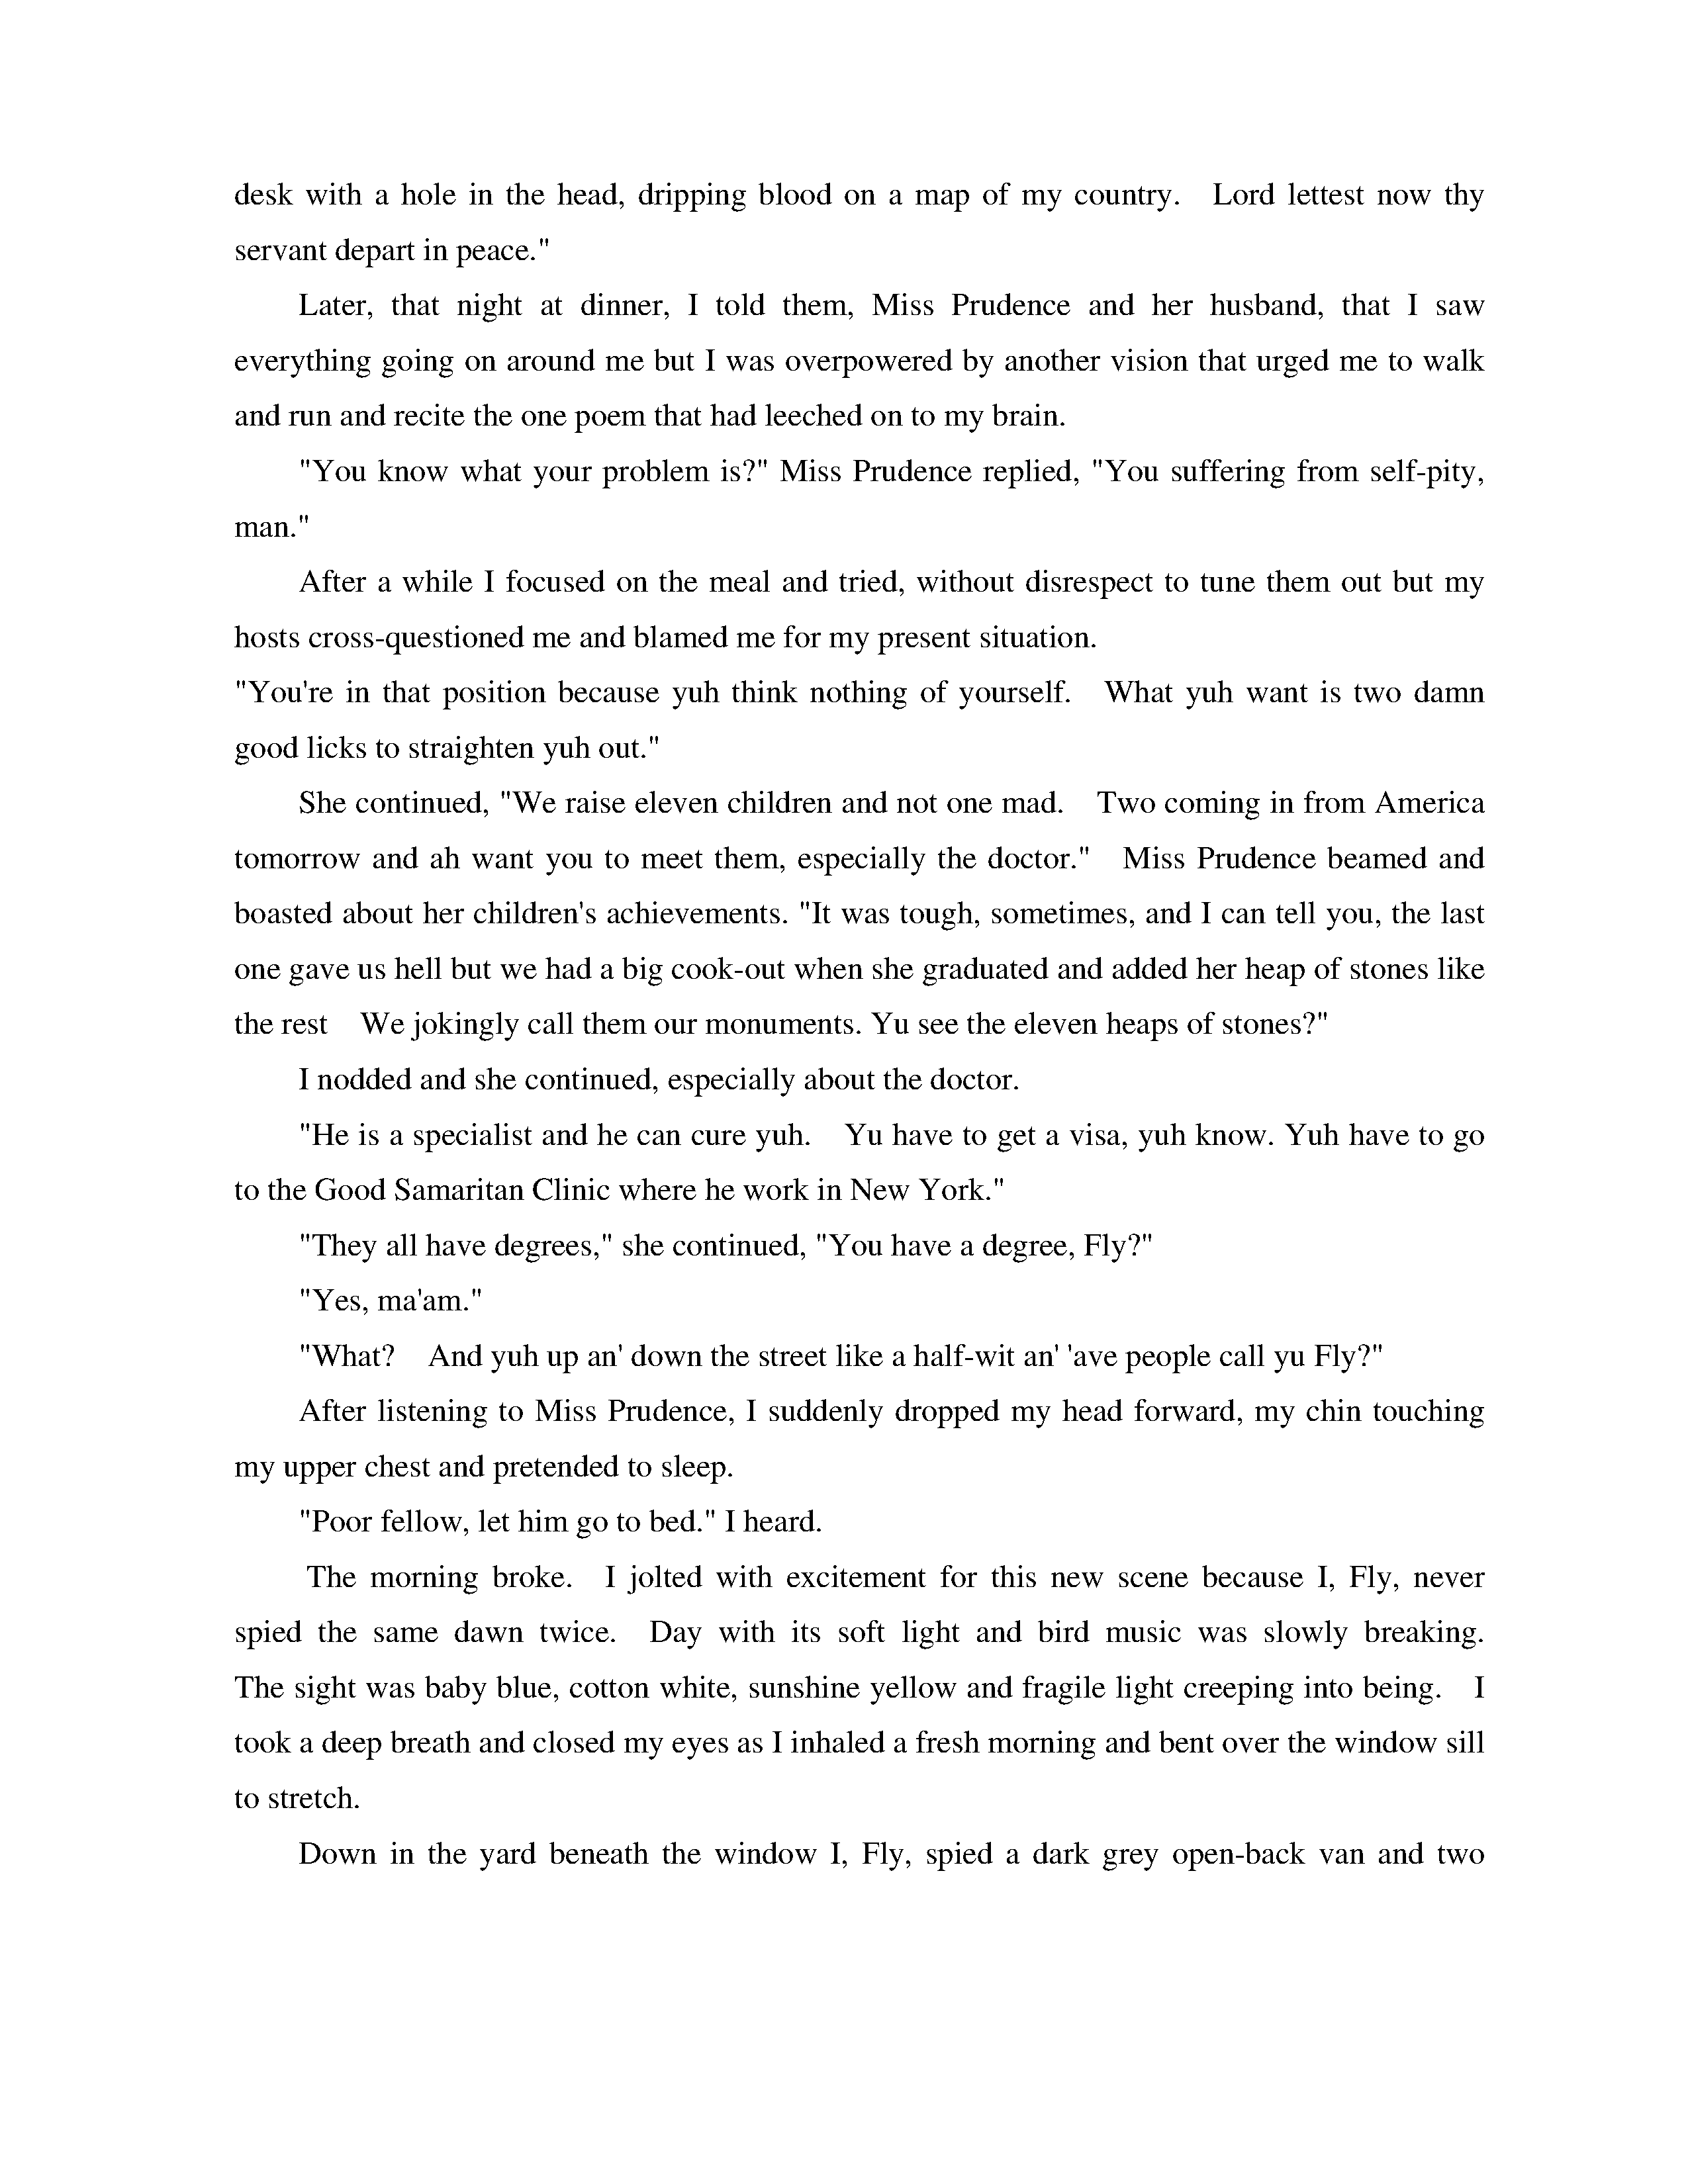 desk with a hole in the head, dripping blood on a map of my country. Lord lettest now thy
servant depart in peace."
Later, that night at dinner, I told them, Miss Prudence and her husband, that I saw
everything going on around me but I was overpowered by another vision that urged me to walk
and run and recite the one poem that had leeched on to my brain.
"You know what your problem is?" Miss Prudence replied, "You suffering from self-pity,
man."
After a while I focused on the meal and tried, without disrespect to tune them out but my
hosts cross-questioned me and blamed me for my present situation.
"You're in that position because yuh think nothing of yourself. What yuh want is two damn
good licks to straighten yuh out."
She continued, "We raise eleven children and not one mad. Two coming in from America
tomorrow and ah want you to meet them, especially the doctor." Miss Prudence beamed and
boasted about her children's achievements. "It was tough, sometimes, and I can tell you, the last
one gave us hell but we had a big cook-out when she graduated and added her heap of stones like
the rest We jokingly call them our monuments. Yu see the eleven heaps of stones?"
I nodded and she continued, especially about the doctor.
"He is a specialist and he can cure yuh. Yu have to get a visa, yuh know. Yuh have to go
to the Good Samaritan Clinic where he work in New York."
"They all have degrees," she continued, "You have a degree, Fly?"
"Yes, ma'am."
"What? And yuh up an' down the street like a half-wit an' 'ave people call yu Fly?"
After listening to Miss Prudence, I suddenly dropped my head forward, my chin touching
my upper chest and pretended to sleep.
"Poor fellow, let him go to bed." I heard.
The morning broke. I jolted with excitement for this new scene because I, Fly, never
spied the same dawn twice. Day with its soft light and bird music was slowly breaking.
The sight was baby blue, cotton white, sunshine yellow and fragile light creeping into being. I
took a deep breath and closed my eyes as I inhaled a fresh morning and bent over the window sill
to stretch.
Down in the yard beneath the window I, Fly, spied a dark grey open-back van and two